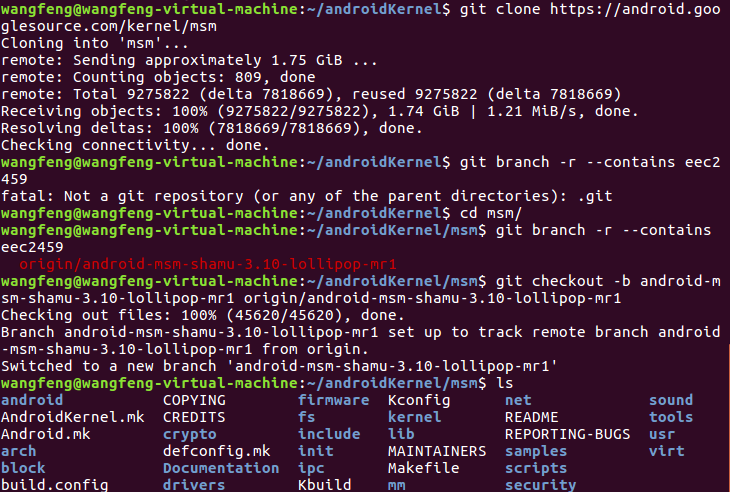 wangfeng@wangfeng-virtual-machine:~/androidKernel$ git clone https://android.goo
glesource.com/kernel/msm
Cloning into 'msm'...
remote: Sending approximately 1.75 GiB ...
remote: Counting objects: 809, done
remote: Total 9275822 (delta 7818669), reused 9275822 (delta 7818669)
Receiving objects: 100% (9275822/9275822), 1.74 GiB | 1.21 MiB/s, done.
Resolving deltas: 100% (7818669/7818669), done.
Checking connectivity... done.
wangfeng@wangfeng-virtual-machine:~/androidKernel$ git branch -r --contains eec2
459
fatal: Not a git repository (or any of the parent directories): .git
wangfeng@wangfeng-virtual-machine:~/androidKernel$ cd msm/
wangfeng@wangfeng-virtual-machine:~/androidKernel/msm$ git branch -r --contains
eec2459
  origin/android-msm-shamu-3.10-lollipop-mr1
wangfeng@wangfeng-virtual-machine:~/androidKernel/msm$ git checkout -b android-m
sm-shamu-3.10-lollipop-mr1 origin/android-msm-shamu-3.10-lollipop-mr1
Checking out files: 100% (45620/45620), done.
Branch android-msm-shamu-3.10-lollipop-mr1 set up to track remote branch android
-msm-shamu-3.10-lollipop-mr1 from origin.
Switched to a new branch 'android-msm-shamu-3.10-lollipop-mr1'
wangfeng@wangfeng-virtual-machine:~/androidKernel/msm$ ls
android           COPYING        firmware  Kconfig      net             sound
AndroidKernel.mk  CREDITS        fs        kernel       README          tools
Android.mk        crypto         include   lib          REPORTING-BUGS  usr
arch              defconfig.mk   init      MAINTAINERS  samples         virt
block             Documentation  ipc       Makefile     scripts
build.config      drivers        Kbuild    mm           security